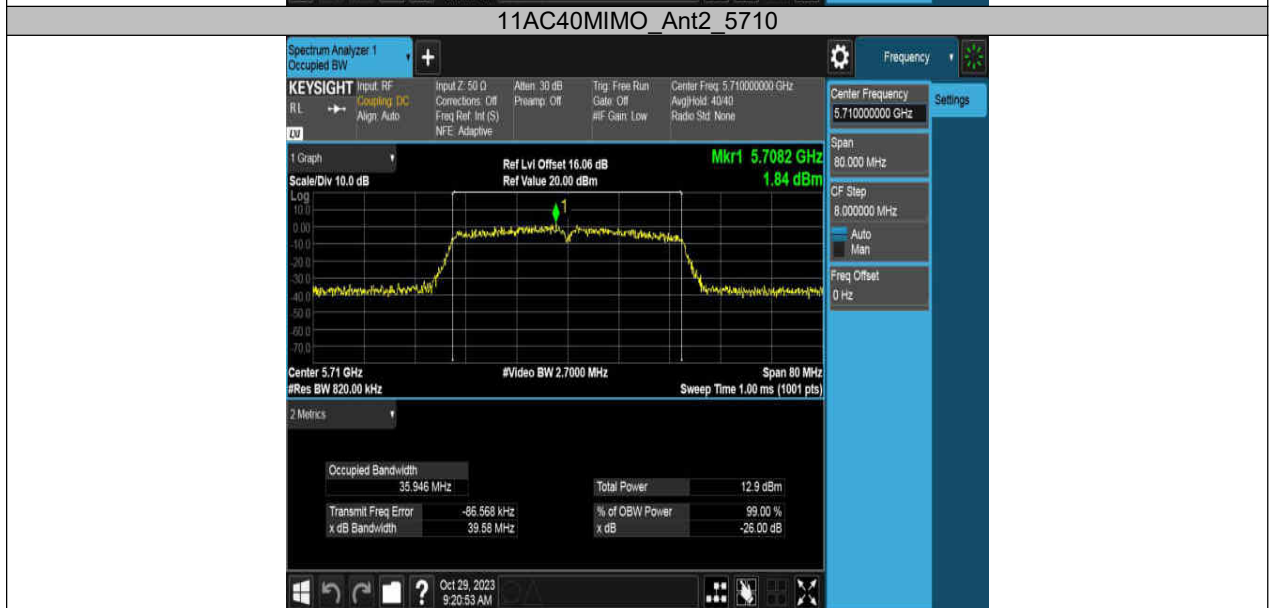 11AC40MIMO_Ant2_5710
Spectrum Analyzer 1
Occupied BW
+
Frequency
KEYSIGHT
RL
Input: RF
Coupling: DC
Align: Auto
Input Z: 50 Ω
Corrections: Off
Freq Ref: Int (S)
NFE: Adaptive
Atten: 30 dB
Preamp: Off
Trig: Free Run
Gate: Off
#IF Gain: Low
Center Freq: 5.710000000 GHz
Avg|Hold: 40/40
Radio Std: None
Center Frequency
5.710000000 GHz
Settings
Span
80.000 MHz
CF Step
8.000000 MHz
Auto
Man
Freq Offset
0 Hz
1 Graph
Scale/Div 10.0 dB
Ref Lvl Offset 16.06 dB
Ref Value 20.00 dBm
Mkr1 5.7082 GHz
1.84 dBm
Log
10.0
0.00
-10.0
-20.0
-30.0
-40.0
-50.0
-60.0
-70.0
1
Center 5.71 GHz
#Video BW 2.7000 MHz
Span 80 MHz
#Res BW 820.00 kHz
Sweep Time 1.00 ms (1001 pts)
2 Metrics
Occupied Bandwidth
35.946 MHz
Total Power 12.9 dBm
Transmit Freq Error -86.568 kHz
% of OBW Power 99.00 %
x dB Bandwidth 39.58 MHz
x dB -26.00 dB
?
Oct 29, 2023
9:20:53 AM